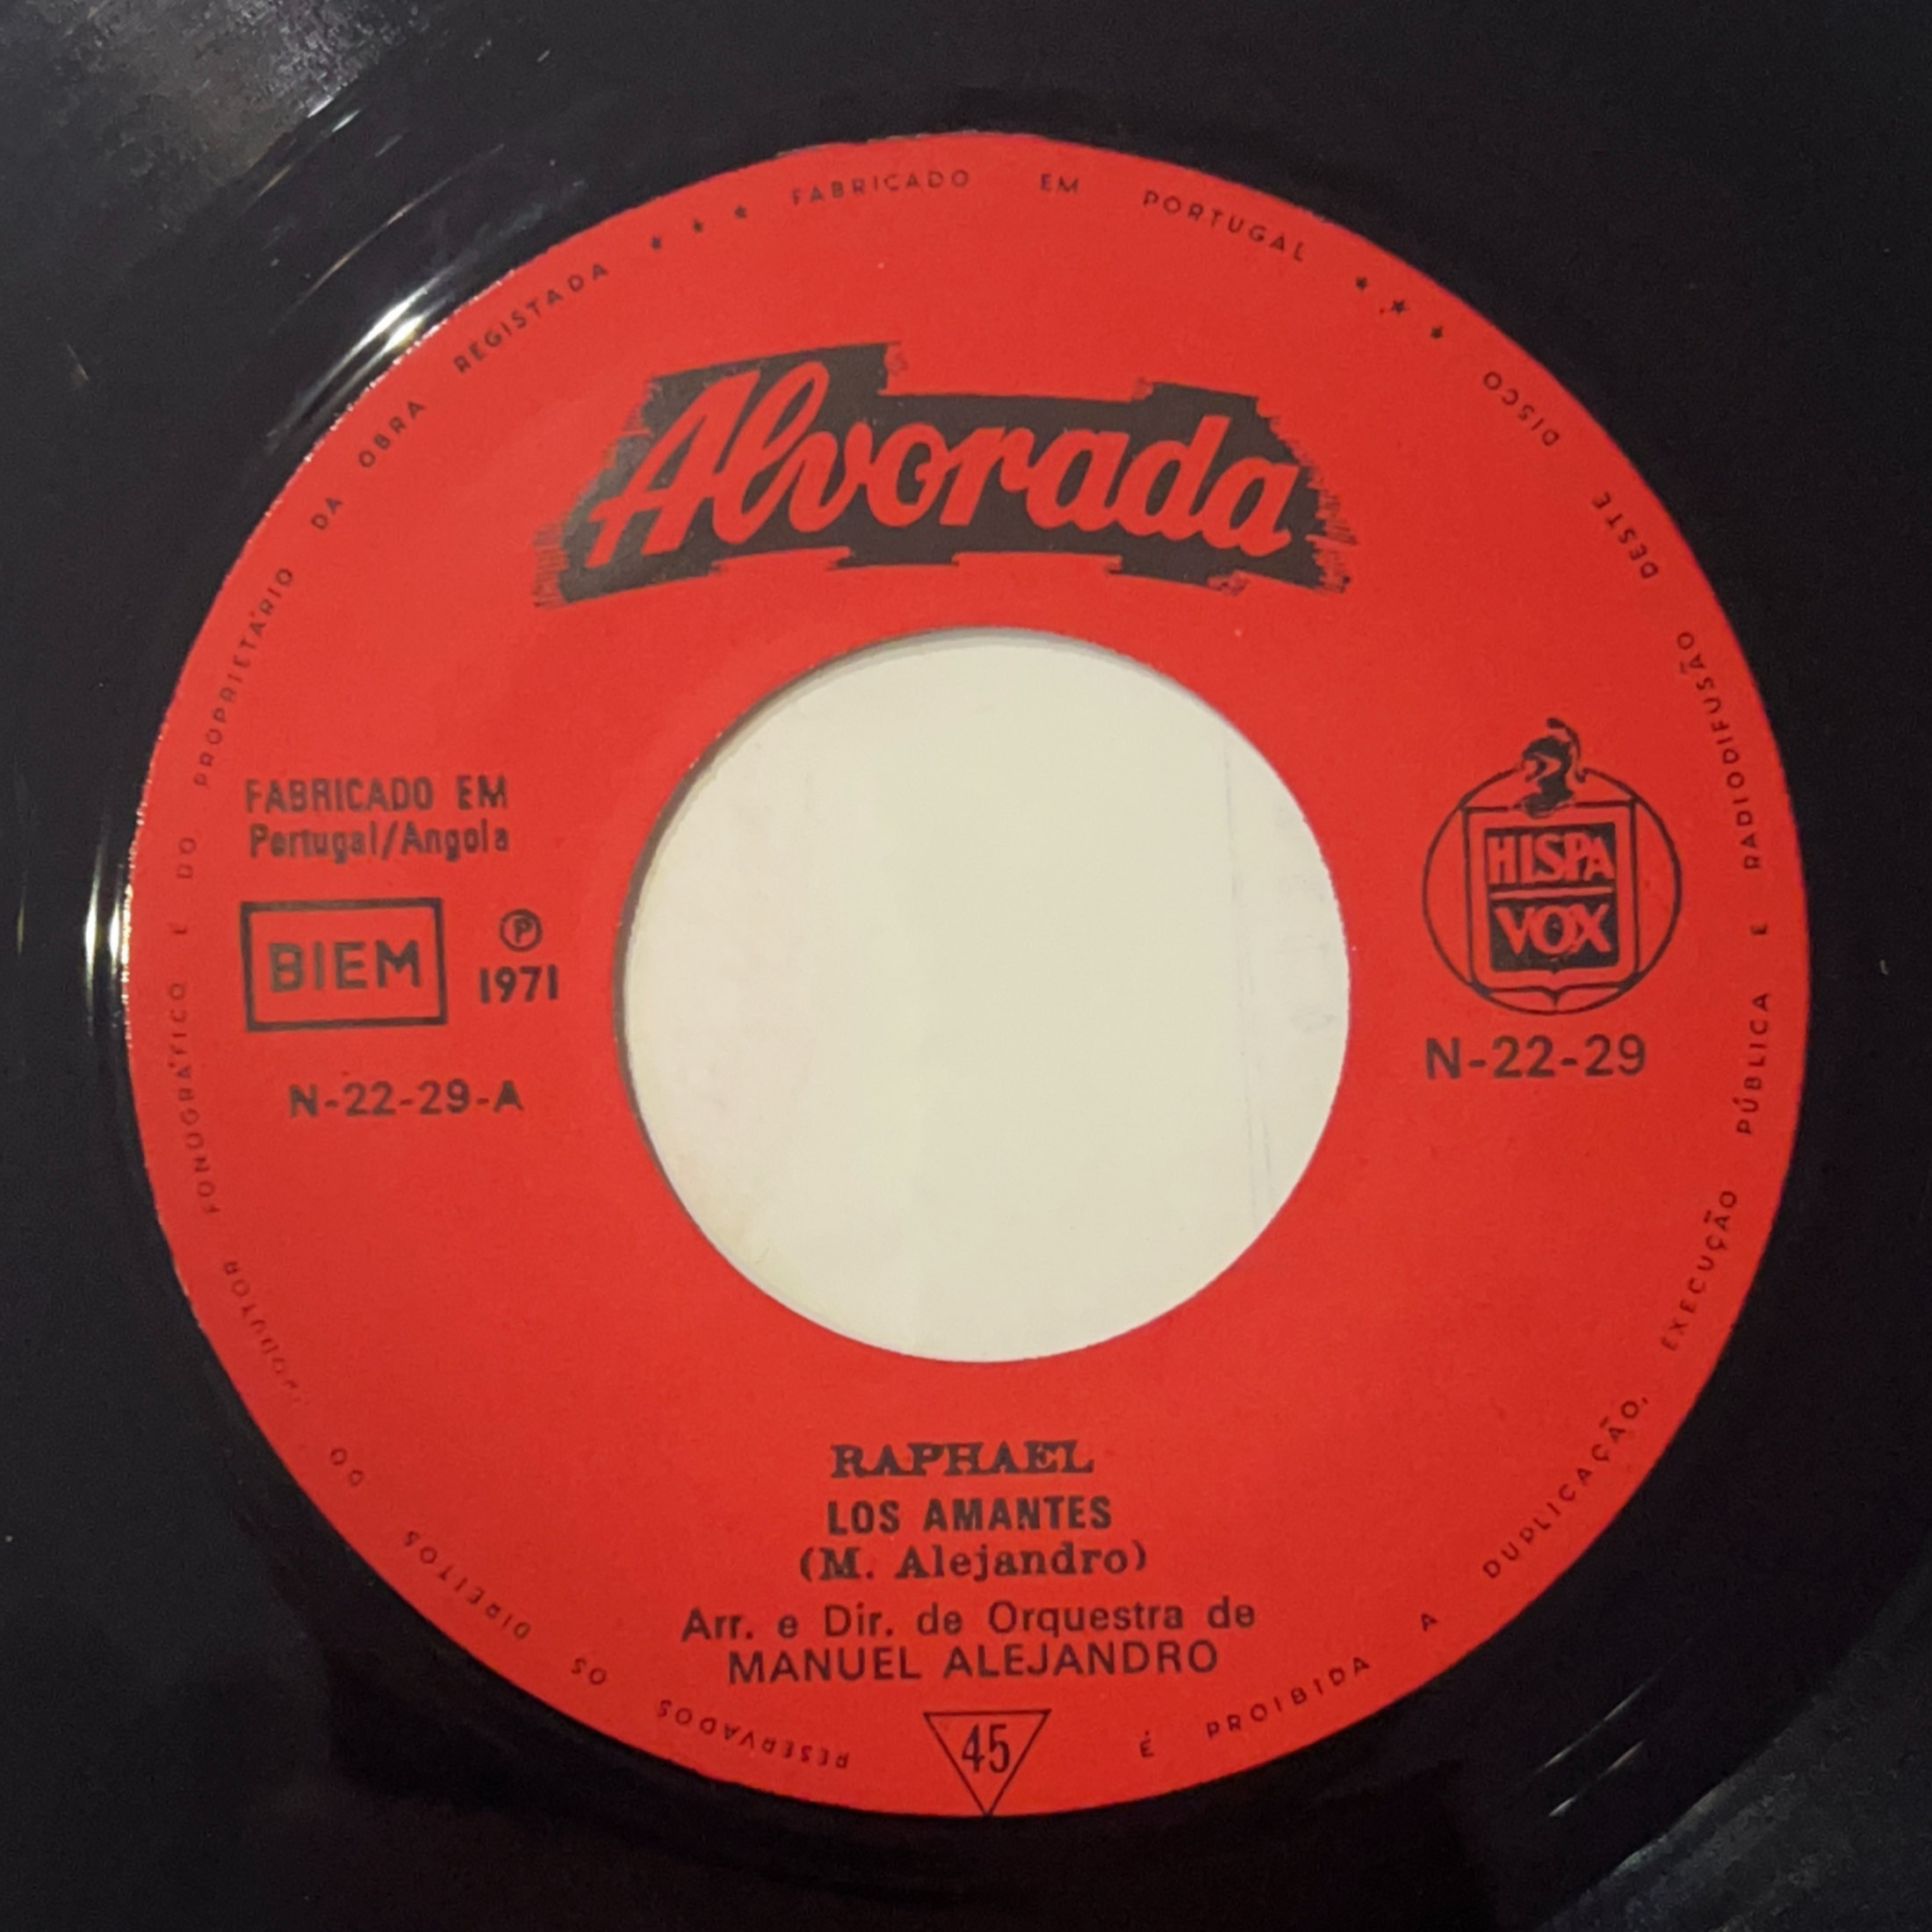 FABRICADO EM PORTUGAL
Alvorada
FABRICADO EM
Portugal/Angola
BIEM
℗
1971
N-22-29-A
HISPA
VOX
N-22-29
RAPHAEL
LOS AMANTES
(M. Alejandro)
Arr. e Dir. de Orquestra de
MANUEL ALEJANDRO
45
RESERVADOS OS DIREITOS DO PRODUTOR FONOGRÁFICO E DO PROPRIETÁRIO DA OBRA REGISTADA
É PROIBIDA A DUPLICAÇÃO, EXECUÇÃO PÚBLICA E RADIODIFUSÃO DESTE DISCO